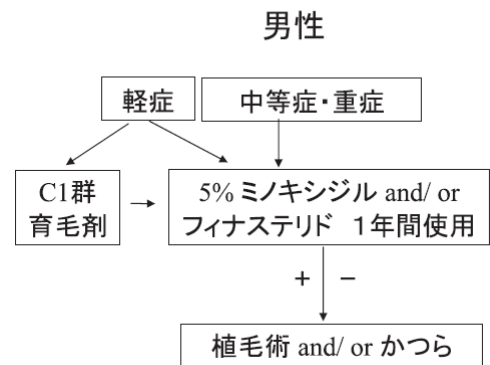 男性
軽症
中等症・重症
C1群
育毛剤
5% ミノキシジル and/ or
フィナステリド １年間使用
+ −
植毛術 and/ or かつら